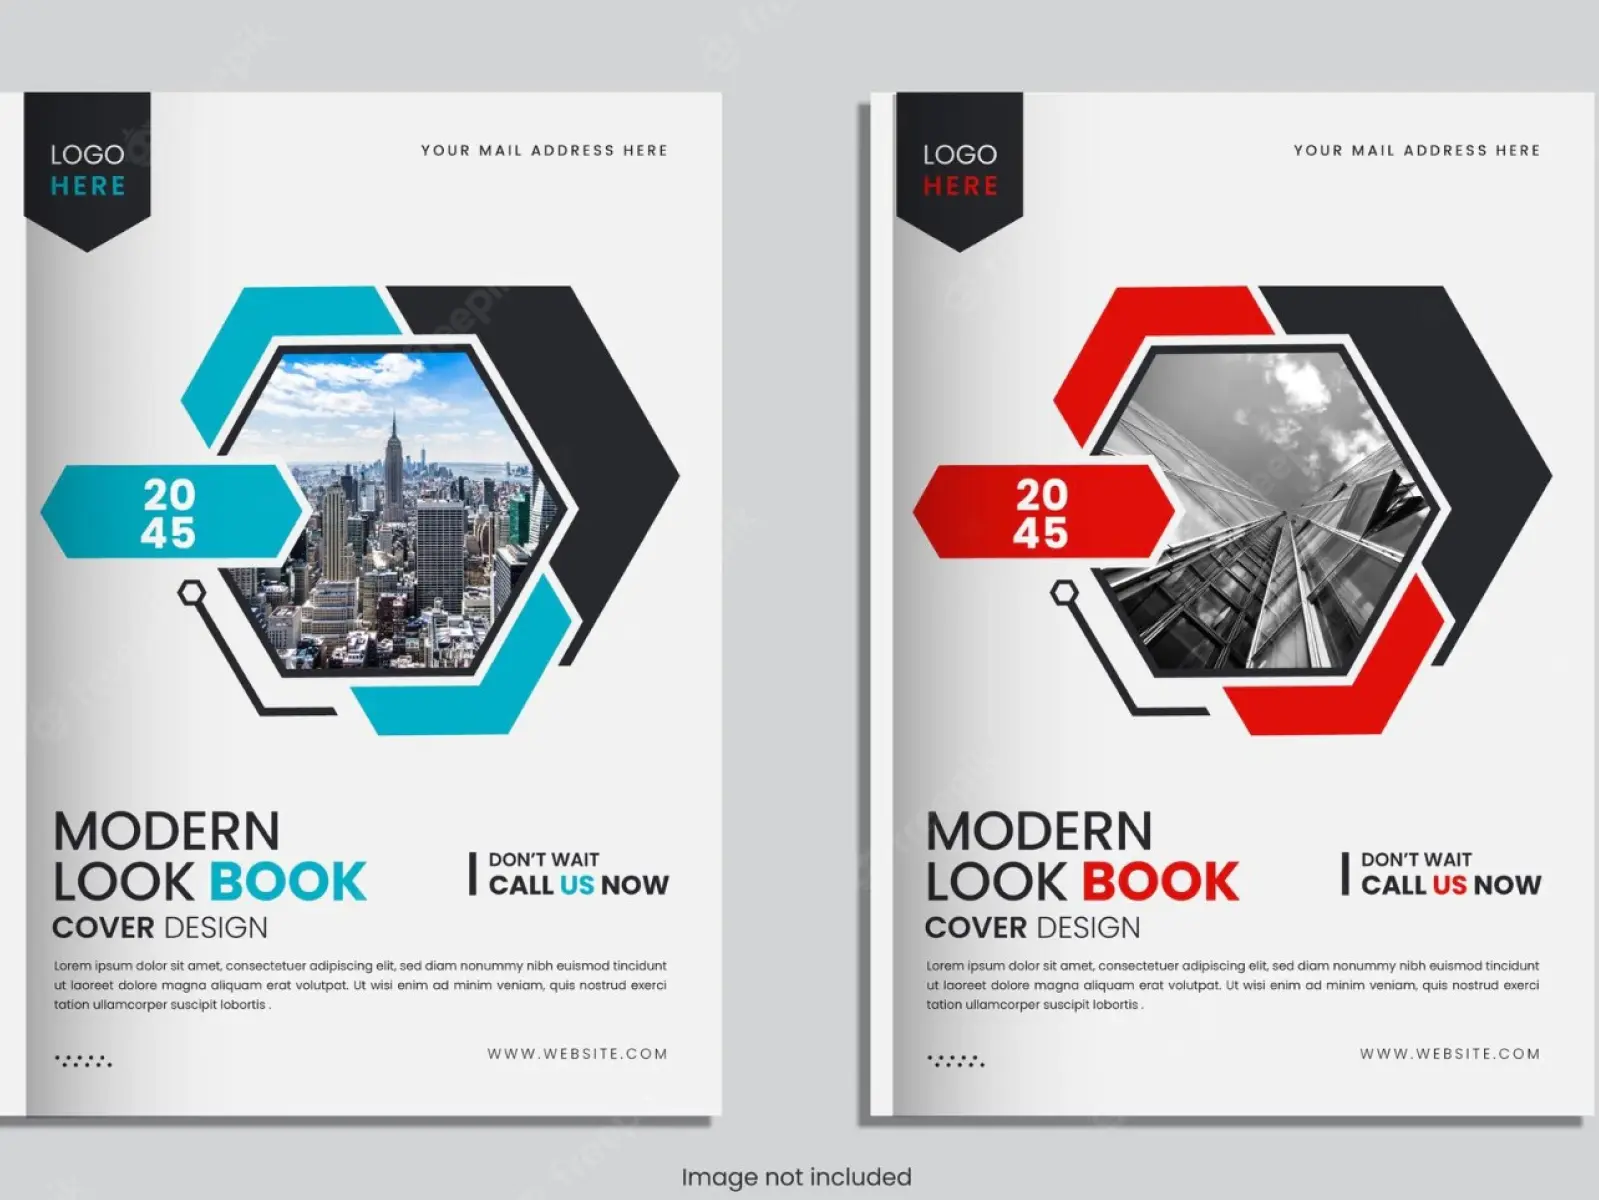 LOGO
HERE
YOUR MAIL ADDRESS HERE
20
45
MODERN
LOOK BOOK
COVER DESIGN
DON'T WAIT
CALL US NOW
Lorem ipsum dolor sit amet, consectetuer adipiscing elit, sed diam nonummy nibh euismod tincidunt
ut laoreet dolore magna aliquam erat volutpat. Ut wisi enim ad minim veniam, quis nostrud exerci
tation ullamcorper suscipit lobortis .
WWW.WEBSITE.COM
LOGO
HERE
YOUR MAIL ADDRESS HERE
20
45
MODERN
LOOK BOOK
COVER DESIGN
DON'T WAIT
CALL US NOW
Lorem ipsum dolor sit amet, consectetuer adipiscing elit, sed diam nonummy nibh euismod tincidunt
ut laoreet dolore magna aliquam erat volutpat. Ut wisi enim ad minim veniam, quis nostrud exerci
tation ullamcorper suscipit lobortis .
WWW.WEBSITE.COM
Image not included